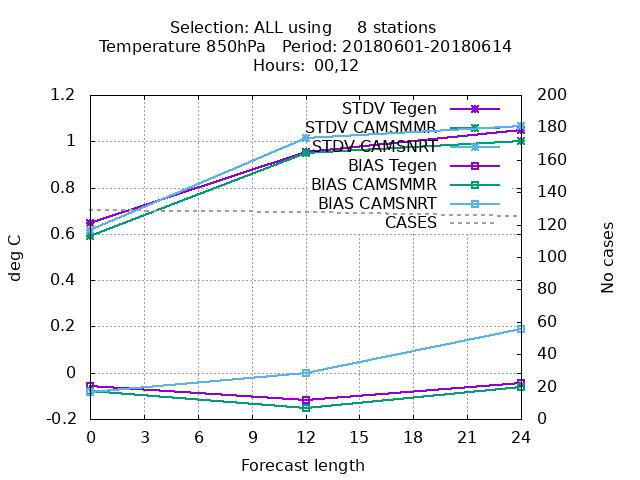 Selection: ALL using     8 stations
Temperature 850hPa   Period: 20180601-20180614
Hours:  00,12
1.2
1
0.8
0.6
0.4
0.2
0
-0.2
deg C
STDV Tegen
STDV CAMSMMR
STDV CAMSNRT
BIAS Tegen
BIAS CAMSMMR
BIAS CAMSNRT
CASES
200
180
160
140
120
100
80
60
40
20
0
No cases
0 3 6 9 12 15 18 21 24
Forecast length